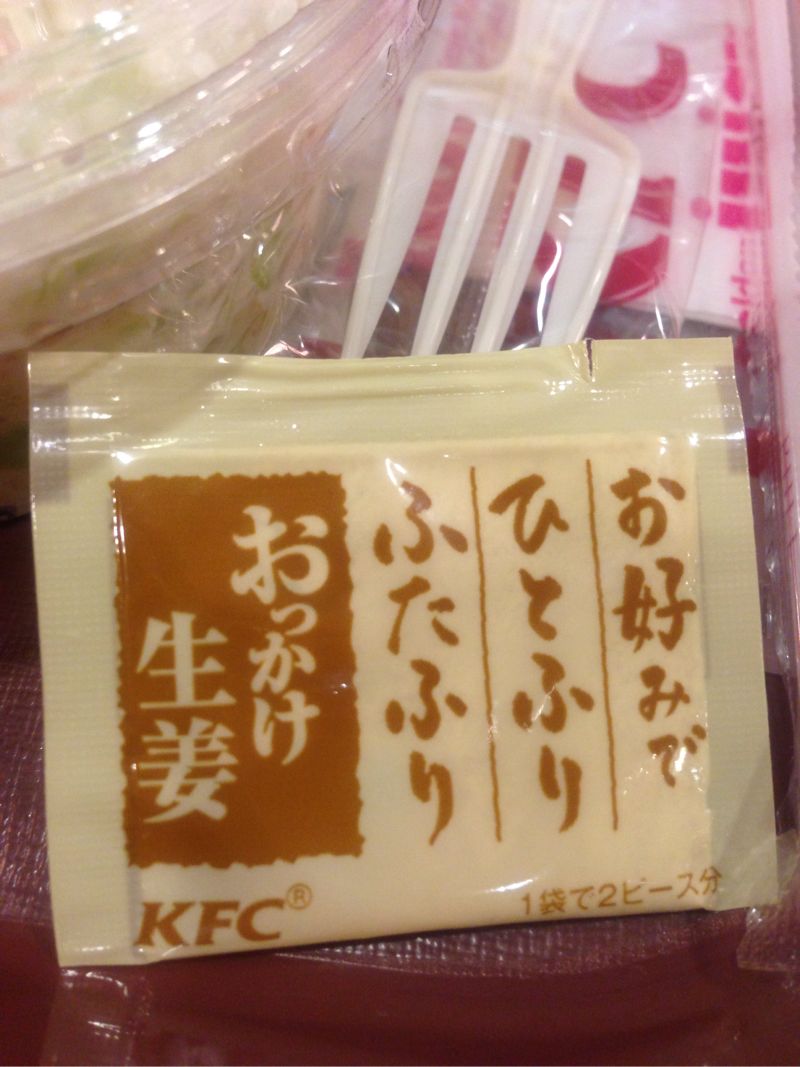 お好みで
ひとふり
ふたふり
おっかけ
生姜
KFC®
1袋で2ピース分